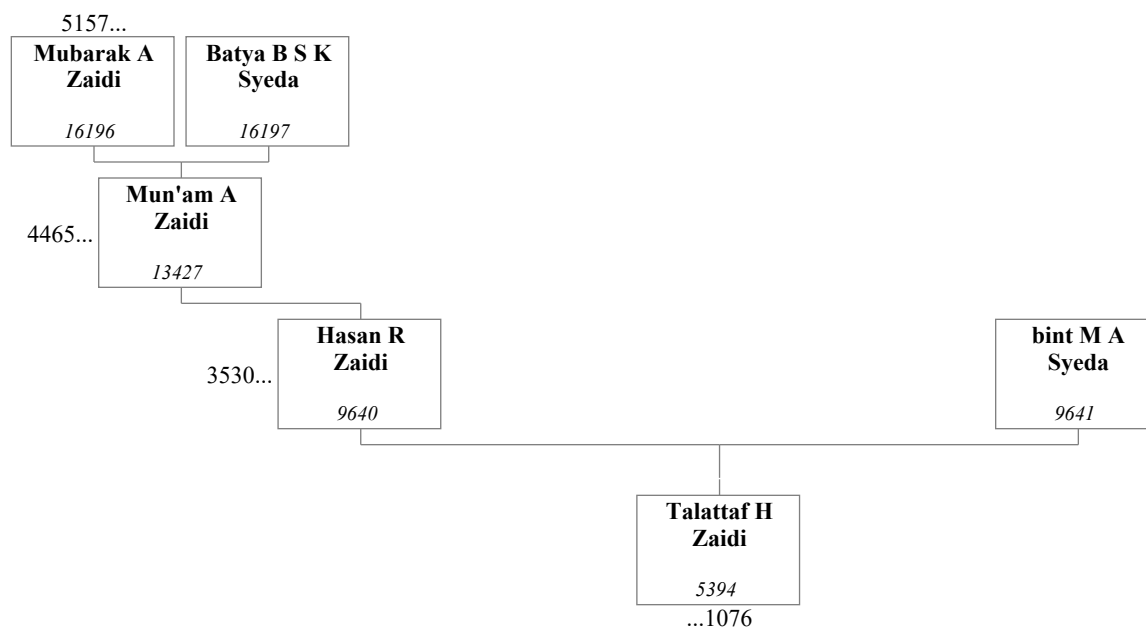 5157...
Mubarak A
Zaidi
16196
Batya B S K
Syeda
16197
Mun'am A
Zaidi
13427
4465...
Hasan R
Zaidi
9640
3530...
bint M A
Syeda
9641
Talattaf H
Zaidi
5394
...1076